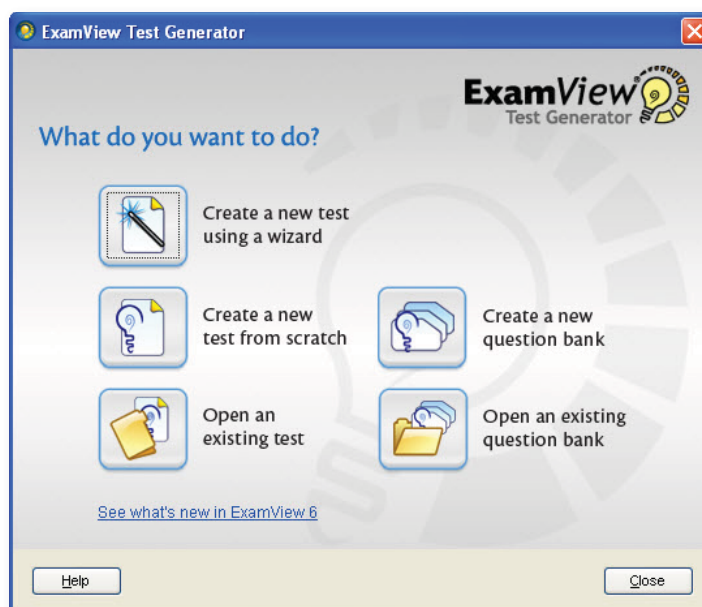 ExamView Test Generator
ExamView
Test Generator
What do you want to do?
Create a new test
using a wizard
Create a new
test from scratch
Create a new
question bank
Open an
existing test
Open an existing
question bank
See what's new in ExamView 6
Help
Close